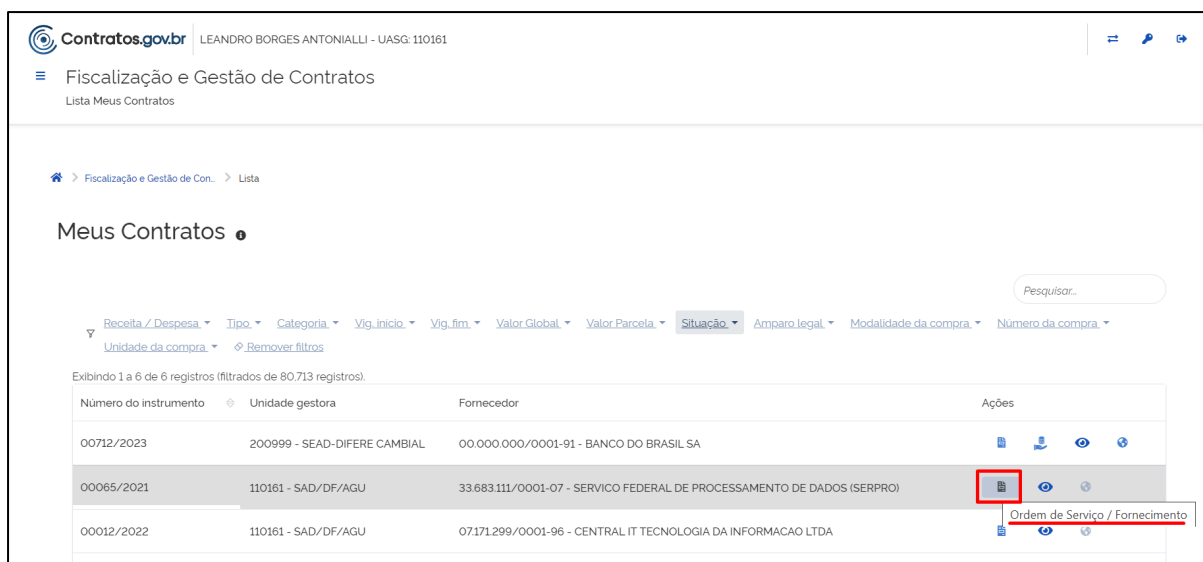 Contratos.gov.br LEANDRO BORGES ANTONIALLI - UASG: 110161
Fiscalização e Gestão de Contratos
Lista Meus Contratos
Fiscalização e Gestão de Con... > Lista
Meus Contratos
Pesquisar...
Receita / Despesa Tipo Categoria Vig. inicio Vig. fim Valor Global Valor Parcela Situação Amparo legal Modalidade da compra Número da compra
Unidade da compra Remover filtros
Exibindo 1 a 6 de 6 registros (filtrados de 80,713 registros).
Número do instrumento Unidade gestora Fornecedor Ações
00712/2023 200999 - SEAD-DIFERE CAMBIAL 00.000.000/0001-91 - BANCO DO BRASIL SA
00065/2021 110161 - SAD/DF/AGU 33.683.111/0001-07 - SERVICO FEDERAL DE PROCESSAMENTO DE DADOS (SERPRO)
Ordem de Serviço / Fornecimento
00012/2022 110161 - SAD/DF/AGU 07.171.299/0001-96 - CENTRAL IT TECNOLOGIA DA INFORMACAO LTDA